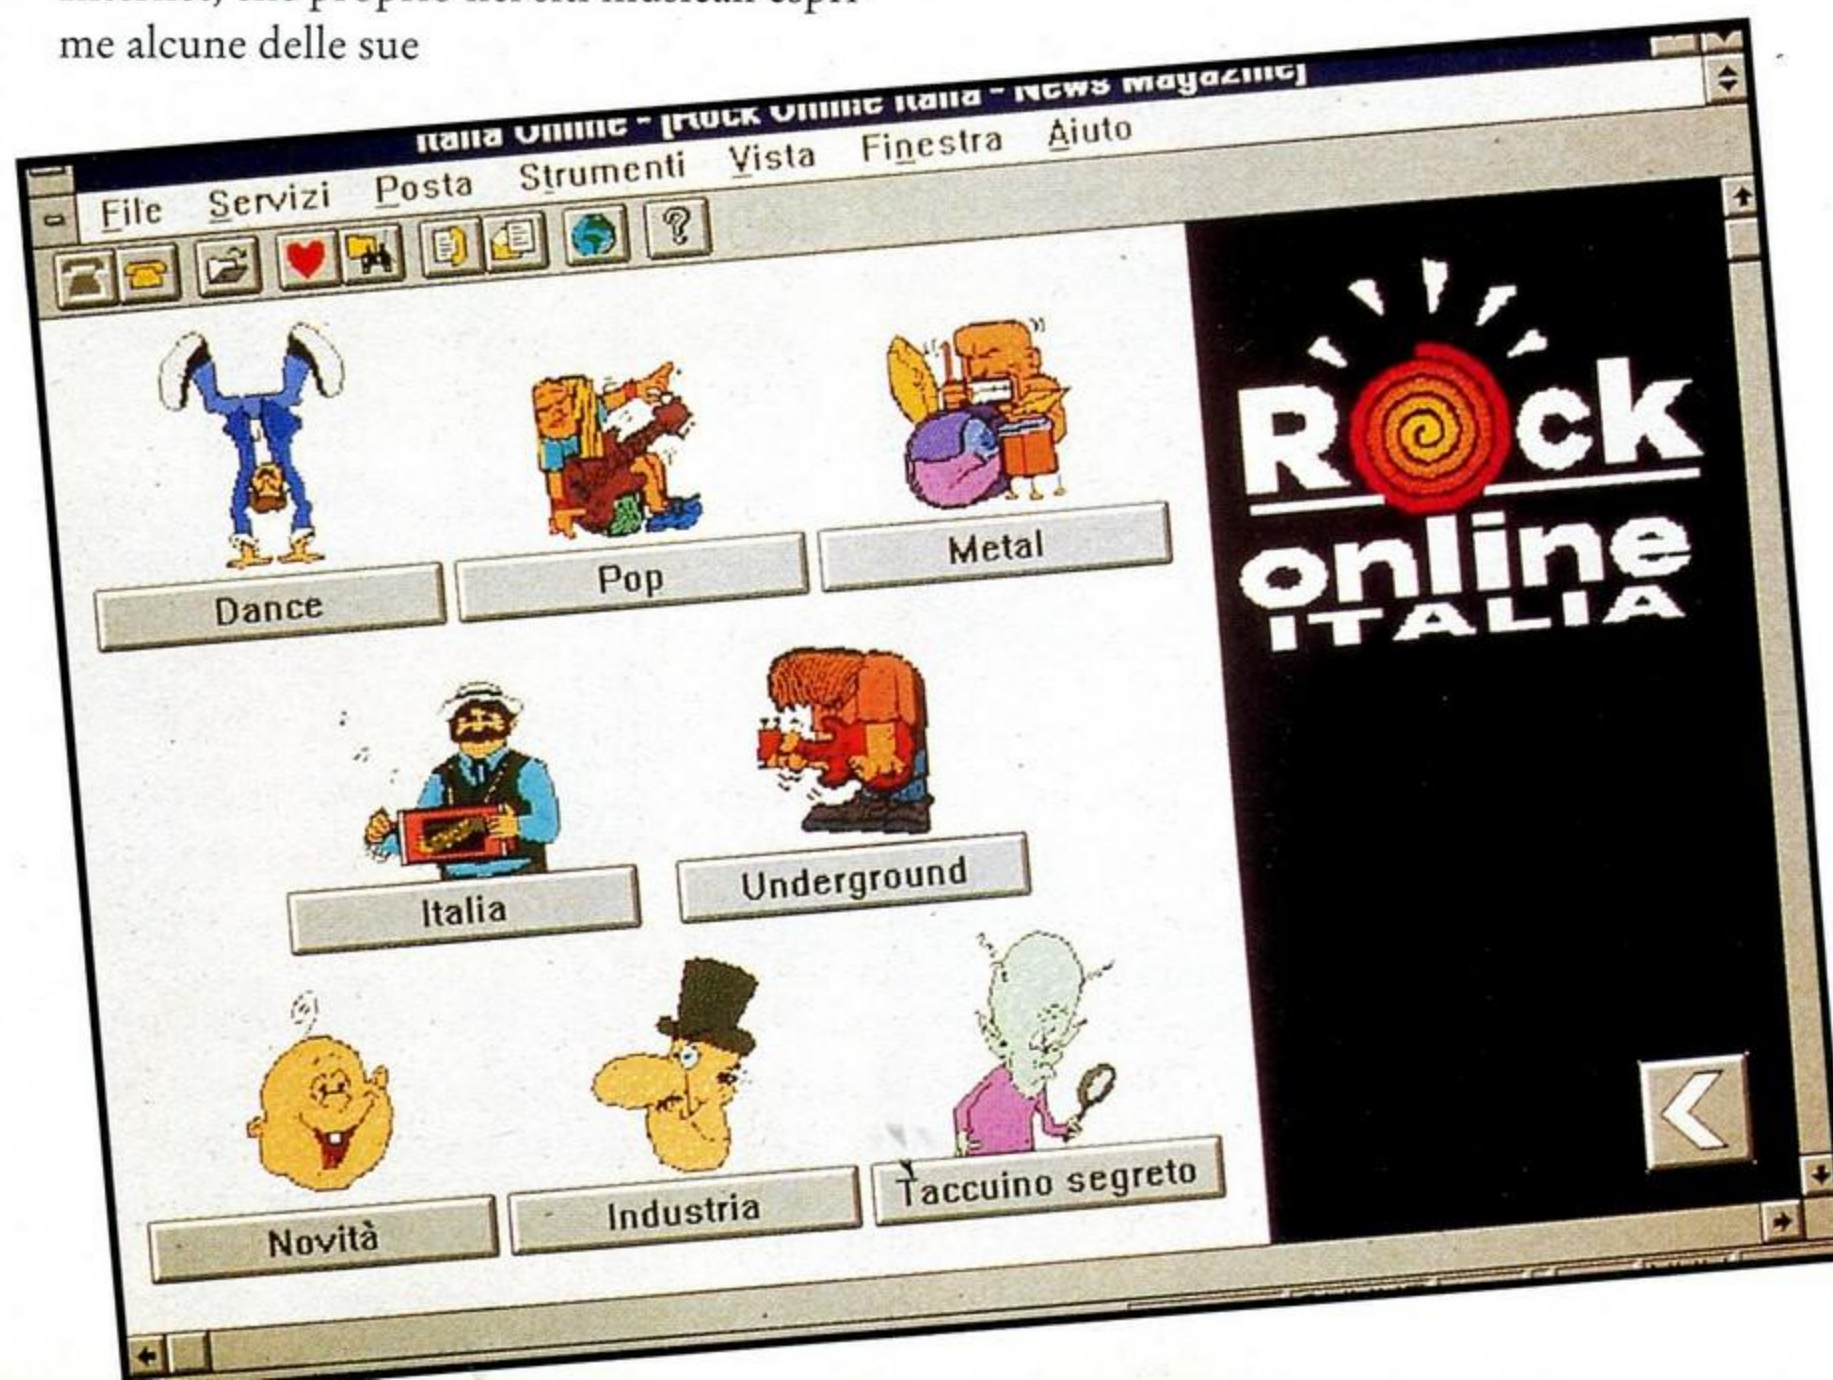 me alcune delle sue
Italia Online - [Rock Online Italia - News Magazine]
File Servizi Posta Strumenti Vista Finestra Aiuto
Rock
online
ITALIA
Dance
Pop
Metal
Italia
Underground
Novità
Industria
Taccuino segreto